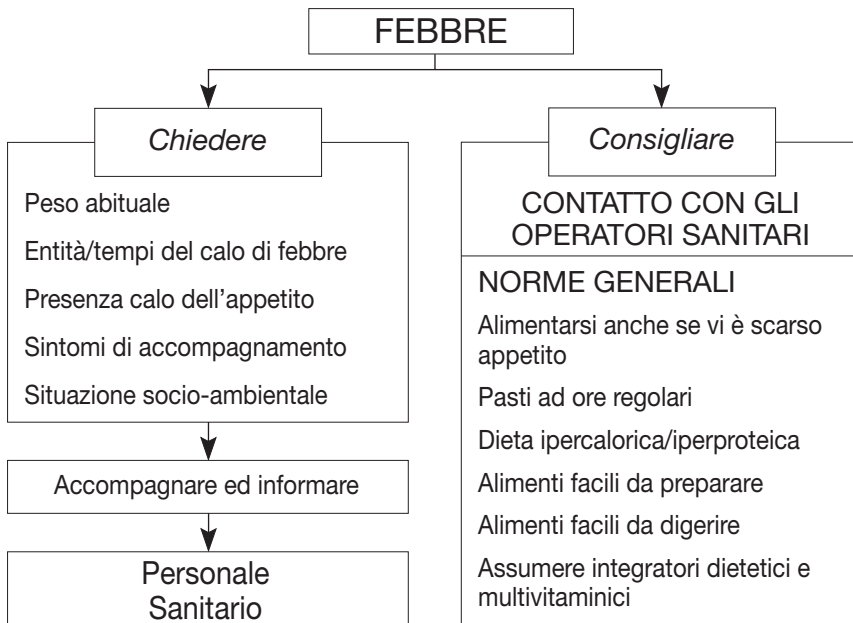 FEBBRE
Chiedere
Peso abituale
Entità/tempi del calo di febbre
Presenza calo dell'appetito
Sintomi di accompagnamento
Situazione socio-ambientale
Accompagnare ed informare
Personale
Sanitario
Consigliare
CONTATTO CON GLI
OPERATORI SANITARI
NORME GENERALI
Alimentarsi anche se vi è scarso
appetito
Pasti ad ore regolari
Dieta ipercalorica/iperproteica
Alimenti facili da preparare
Alimenti facili da digerire
Assumere integratori dietetici e
multivitaminici